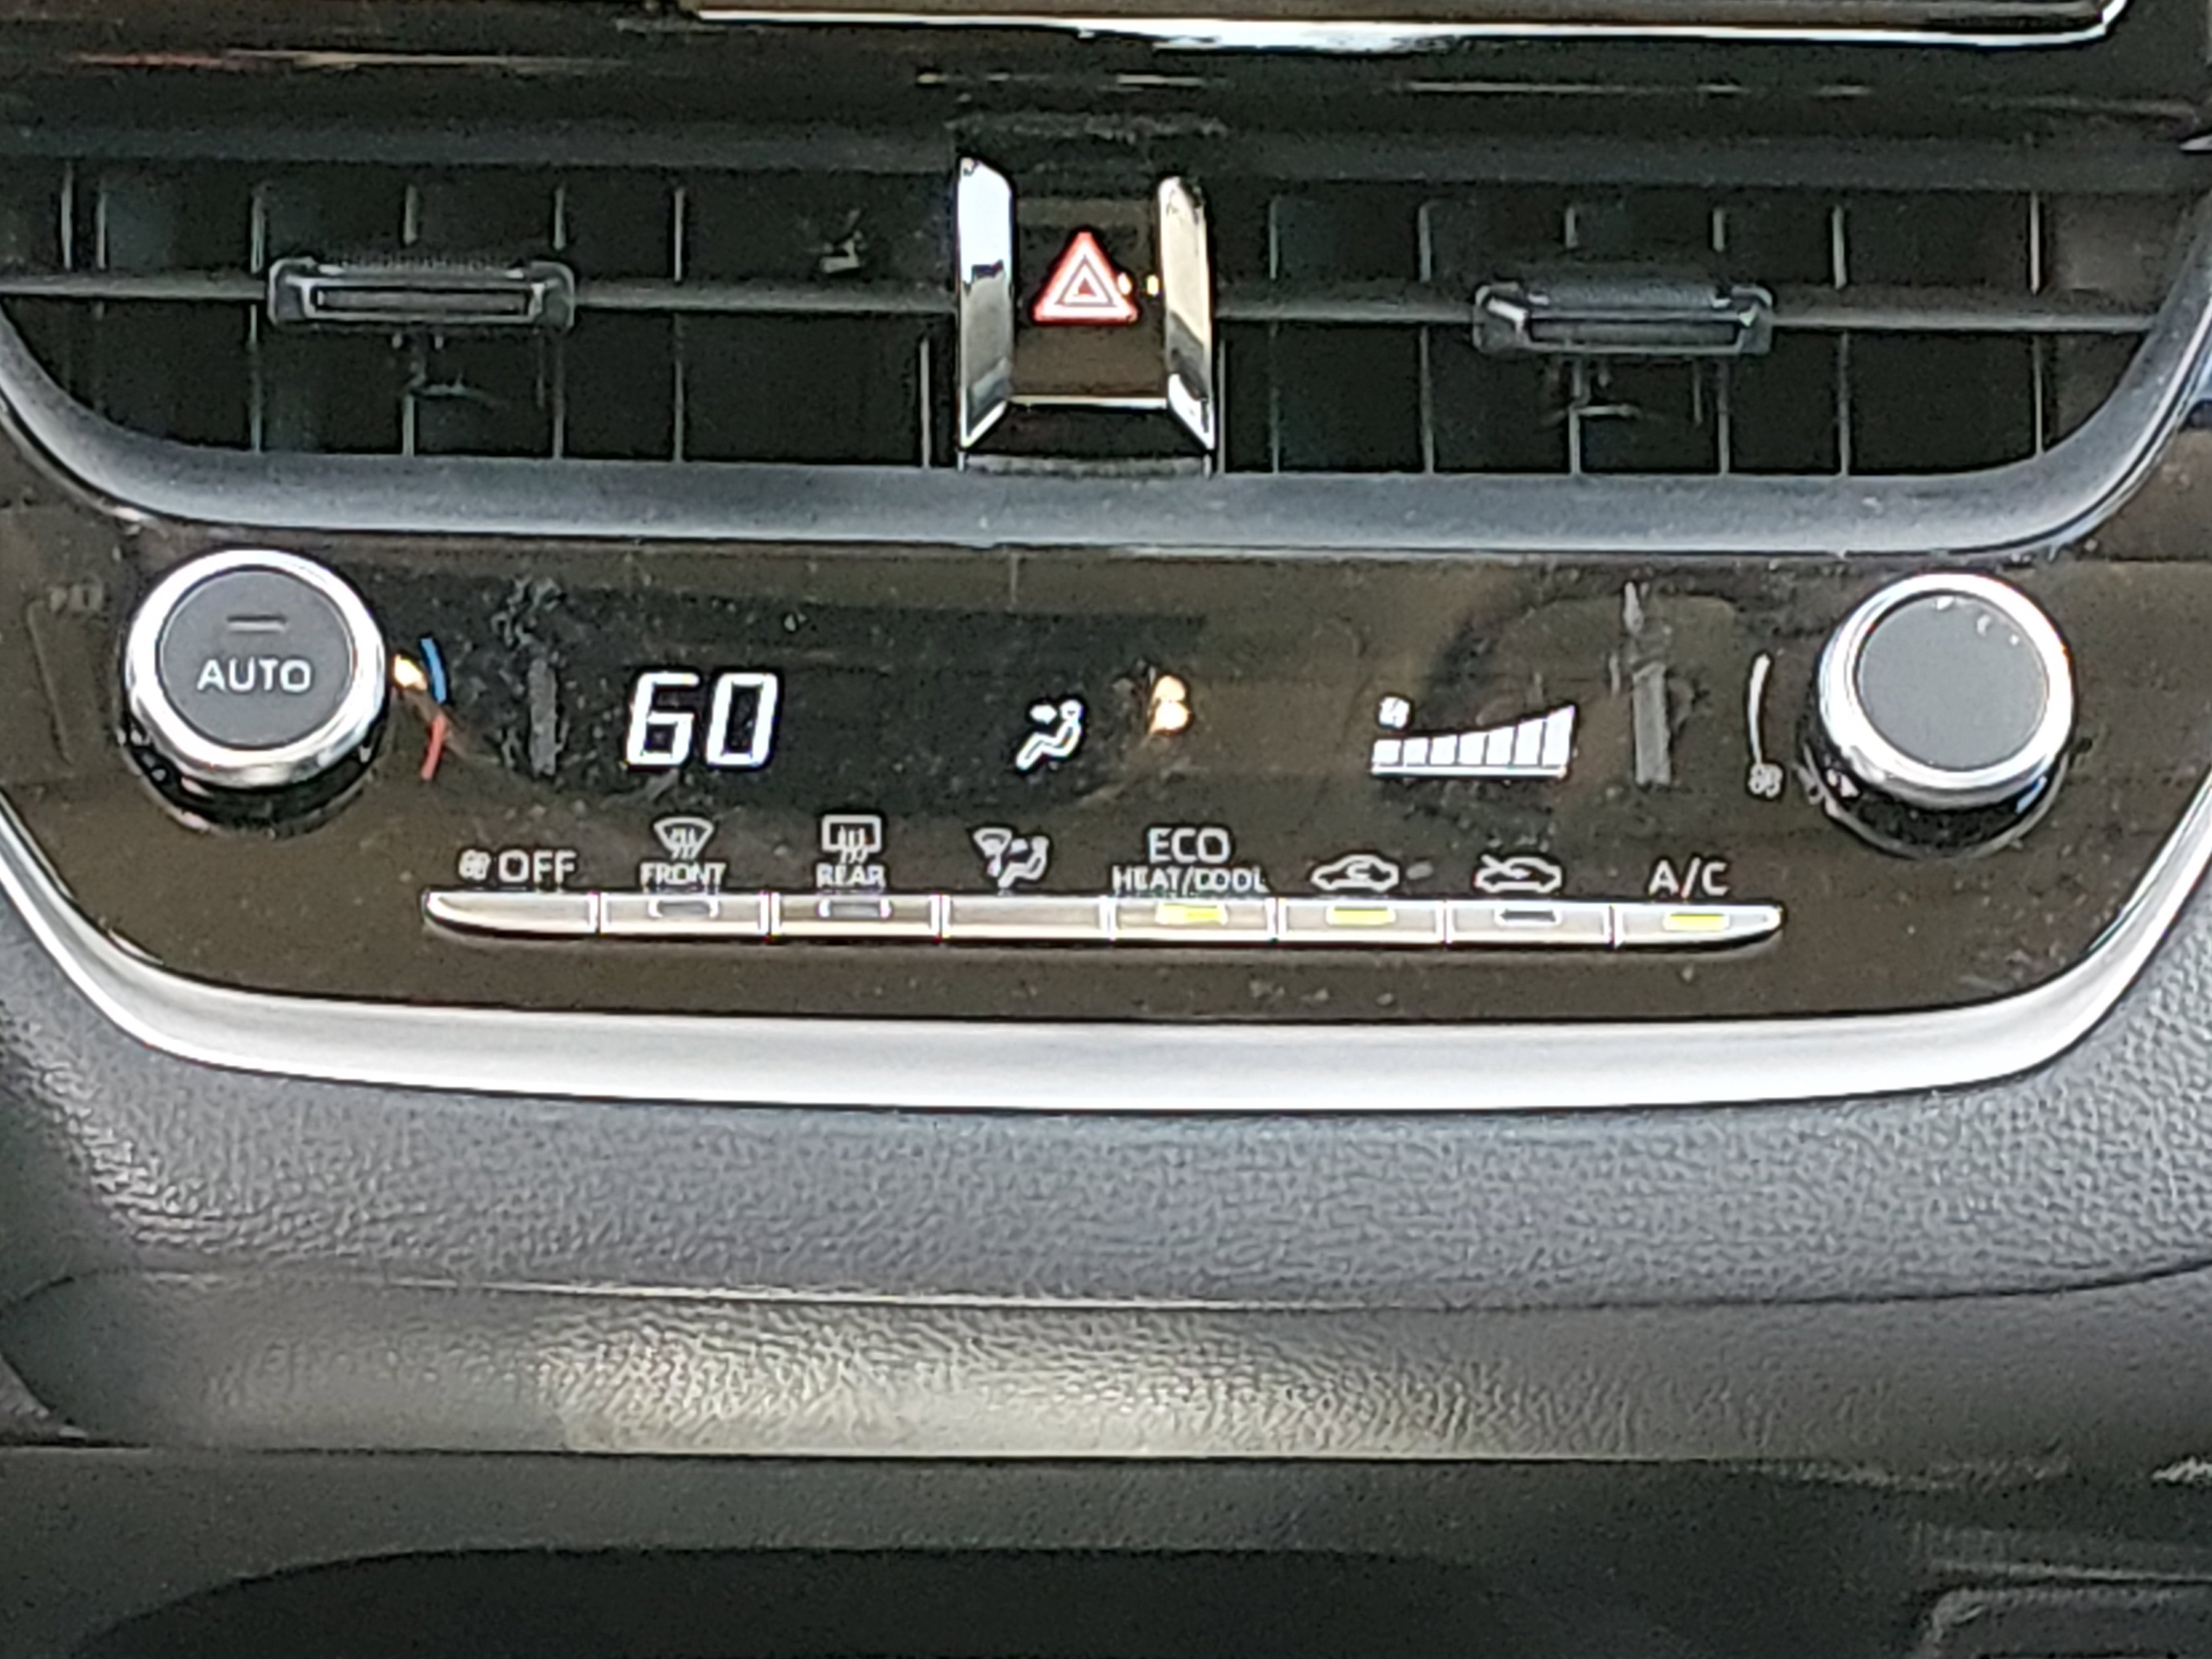 AUTO
60
OFF
FRONT
REAR
ECO
HEAT/COOL
A/C